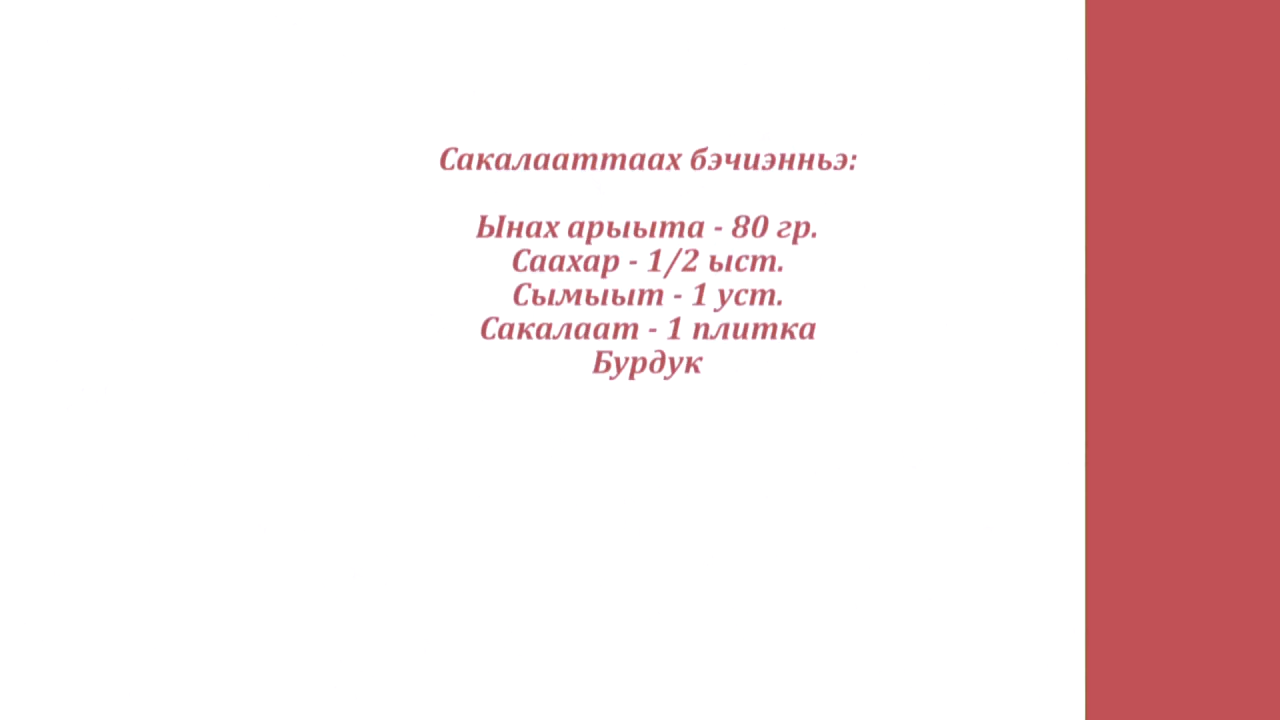 Сакалааттаах бэчиэнньэ:
Ынах арыыта - 80 гр.
Саахар - 1/2 ыст.
Сымыыт - 1 уст.
Сакалаат - 1 плитка
Бурдук